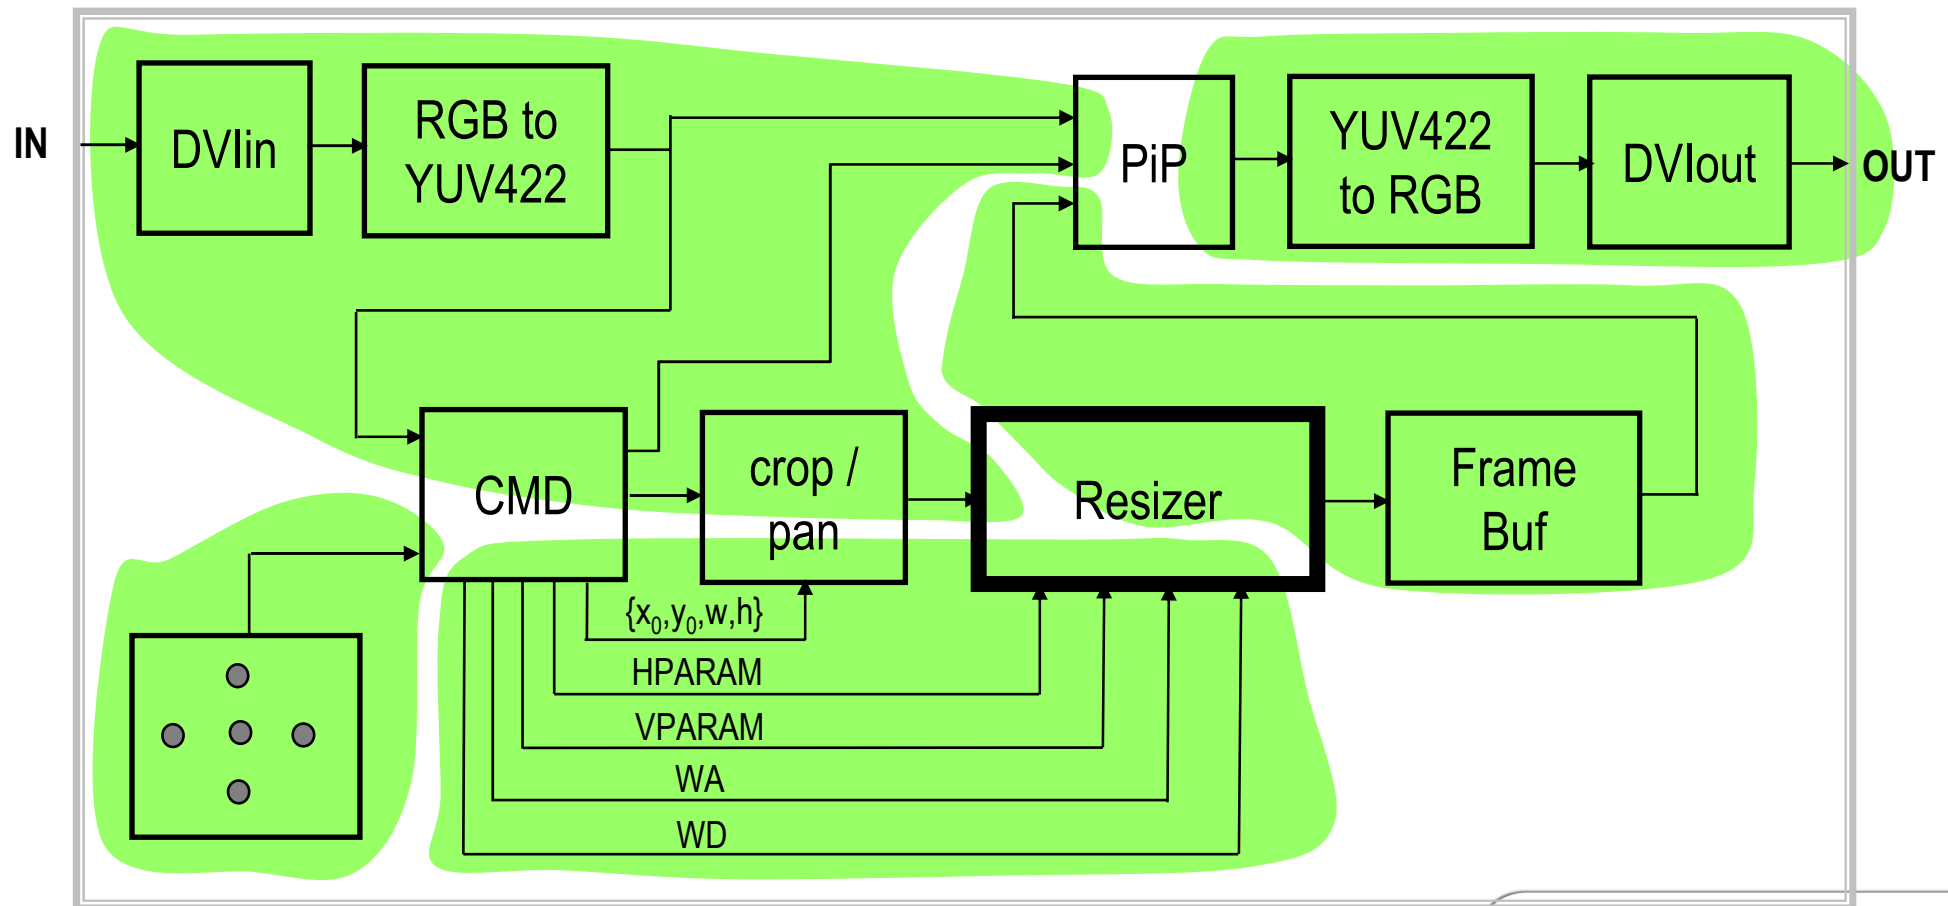 IN
DVIin
RGB to
YUV422
PiP
YUV422
to RGB
DVIout
OUT
CMD
crop /
pan
Resizer
Frame
Buf
{x₀,y₀,w,h}
HPARAM
VPARAM
WA
WD